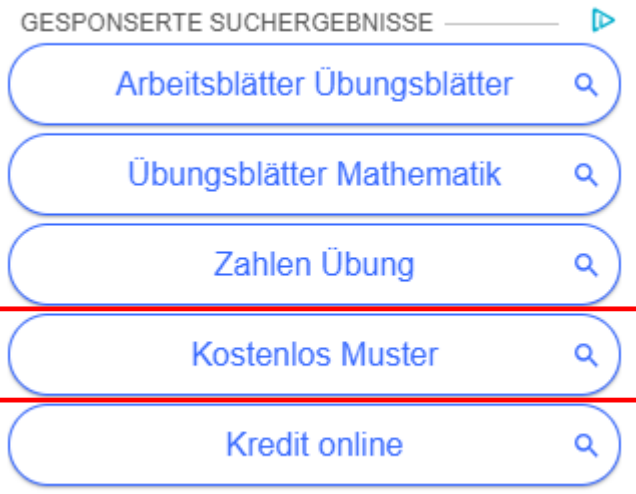 GESPONSERTE SUCHERGEBNISSE
Arbeitsblätter Übungsblätter
Übungsblätter Mathematik
Zahlen Übung
Kostenlos Muster
Kredit online